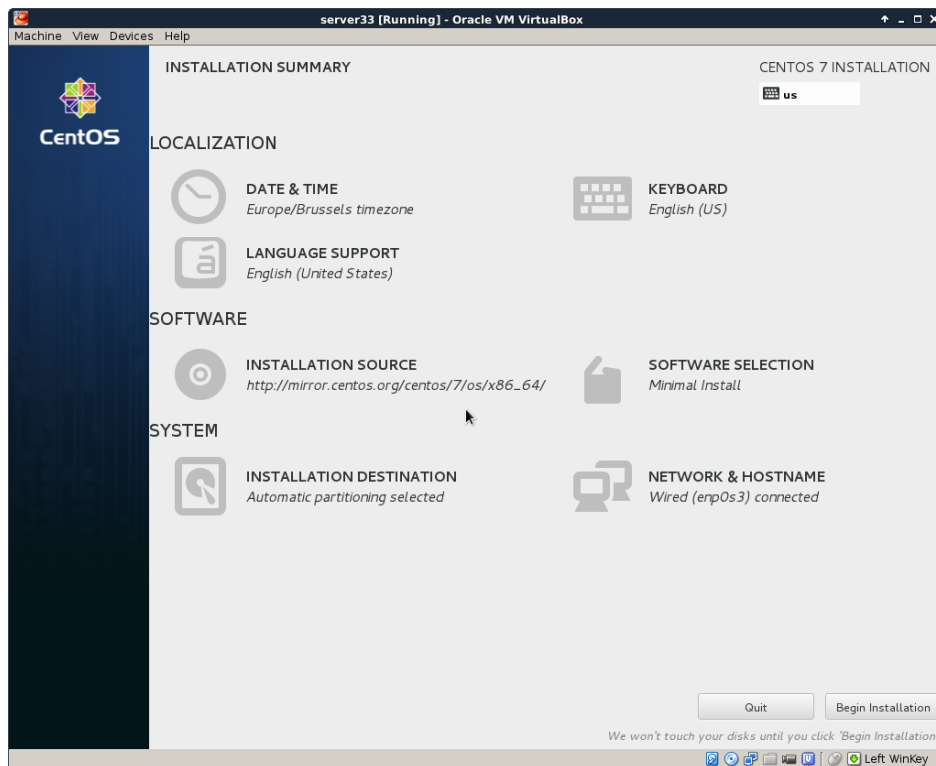 server33 [Running] - Oracle VM VirtualBox
Machine View Devices Help
INSTALLATION SUMMARY
CENTOS 7 INSTALLATION
us
CentOS
LOCALIZATION
DATE & TIME
Europe/Brussels timezone
KEYBOARD
English (US)
á
LANGUAGE SUPPORT
English (United States)
SOFTWARE
INSTALLATION SOURCE
http://mirror.centos.org/centos/7/os/x86_64/
SOFTWARE SELECTION
Minimal Install
SYSTEM
INSTALLATION DESTINATION
Automatic partitioning selected
NETWORK & HOSTNAME
Wired (enp0s3) connected
Quit
Begin Installation
We won't touch your disks until you click 'Begin Installation
Left WinKey